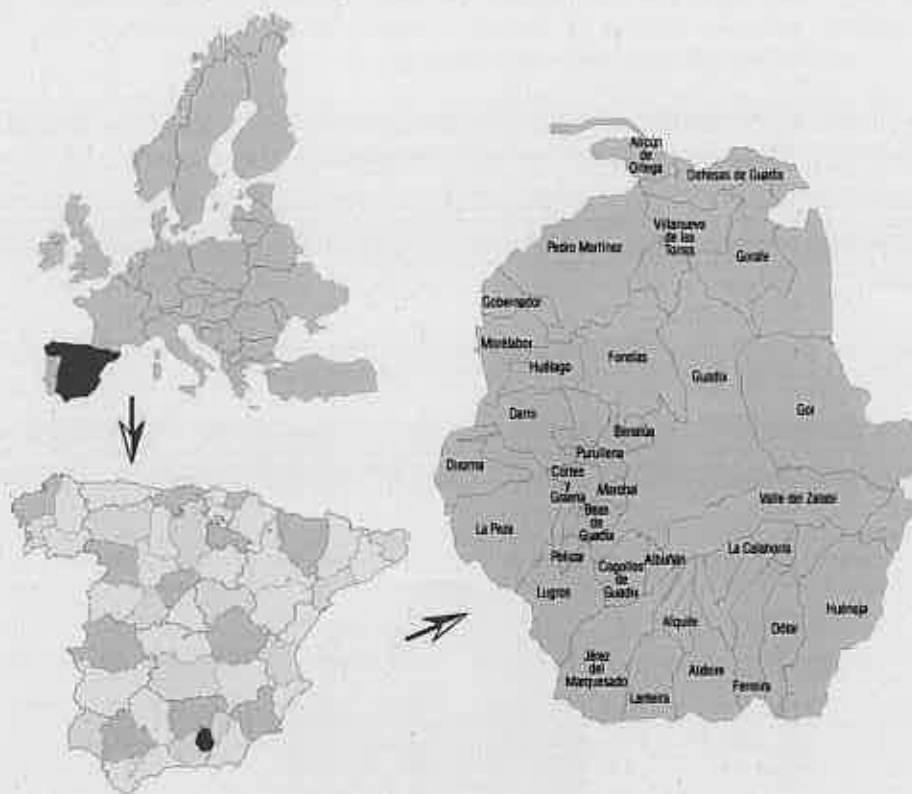 Alicún
de
Ortega
Dehesas de Guadix
Villanueva
de las
Torres
Pedro Martínez
Gorafe
Gobernador
Morelabor
Huélago
Fonelas
Guadix
Gor
Darro
Benalúa
Purullena
Diezma
Cortes
y
Graena
Marchal
Beas
de
Guadix
Valle del Zalabí
La Peza
Polícar
Albuñán
La Calahorra
Cogollos
de
Guadix
Lugros
Huéneja
Alquife
Dólar
Jérez
del
Marquesado
Aldeire
Ferreira
Lanteira